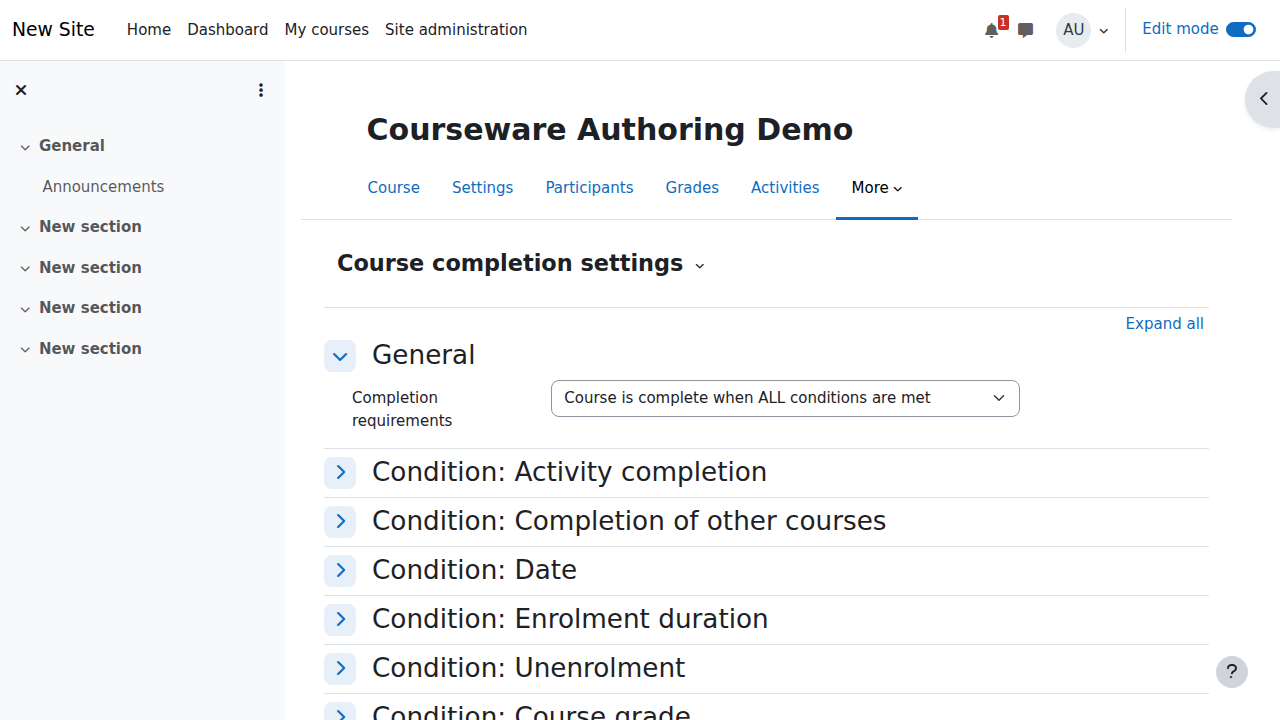 New Site
Home
Dashboard
My courses
Site administration
1
AU
Edit mode
General
Announcements
New section
New section
New section
New section
Courseware Authoring Demo
Course
Settings
Participants
Grades
Activities
More
Course completion settings
Expand all
General
Completion
requirements
Course is complete when ALL conditions are met
Condition: Activity completion
Condition: Completion of other courses
Condition: Date
Condition: Enrolment duration
Condition: Unenrolment
Condition: Course grade
?